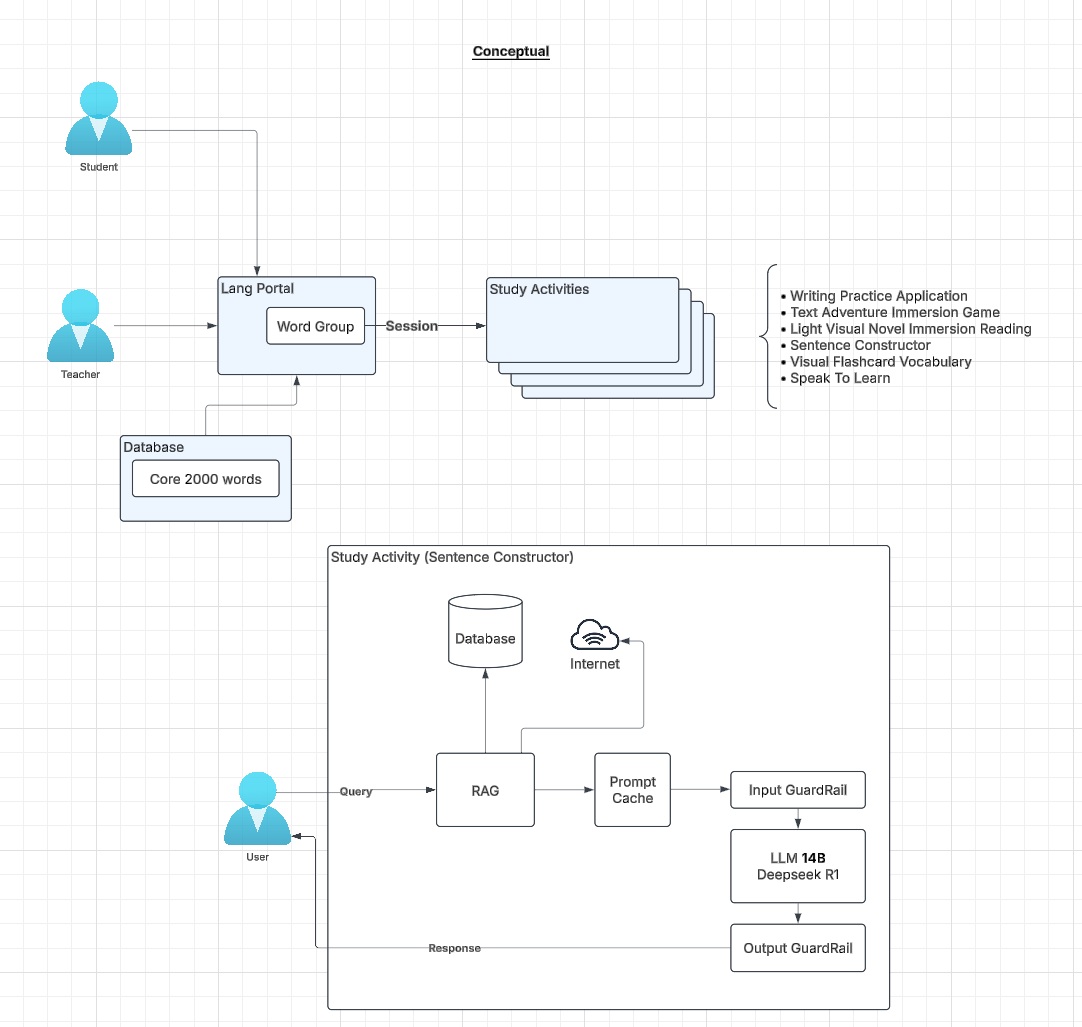 Conceptual
Student
Teacher
Lang Portal
Word Group
Session
Study Activities
• Writing Practice Application
• Text Adventure Immersion Game
• Light Visual Novel Immersion Reading
• Sentence Constructor
• Visual Flashcard Vocabulary
• Speak To Learn
Database
Core 2000 words
Study Activity (Sentence Constructor)
Database
Internet
User
Query
RAG
Prompt
Cache
Input GuardRail
LLM 14B
Deepseek R1
Output GuardRail
Response